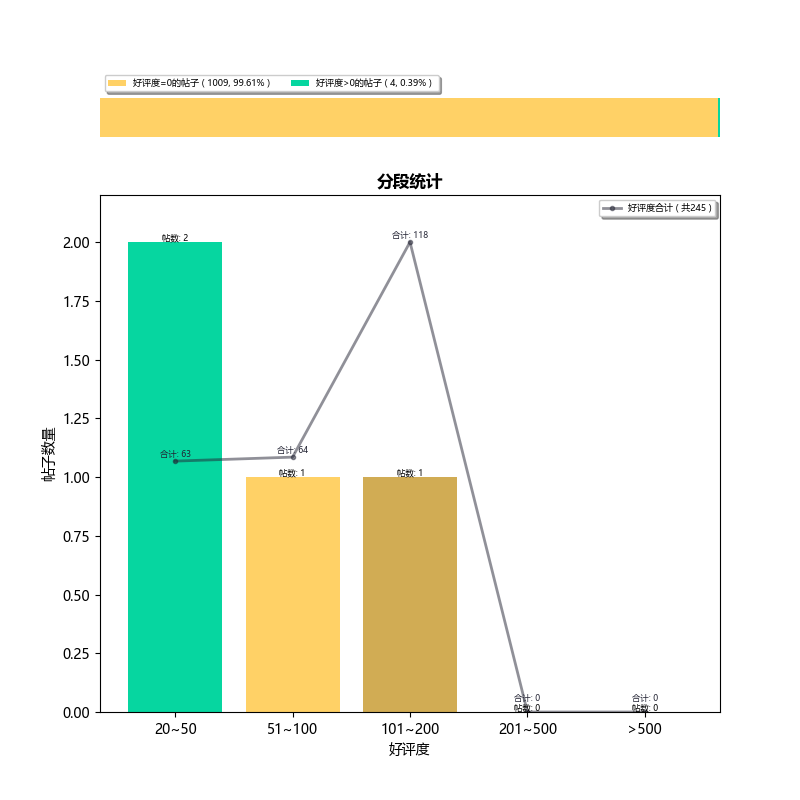 好评度=0的帖子 ( 1009, 99.61% )
好评度>0的帖子 ( 4, 0.39% )
分段统计
好评度合计 ( 共245 )
帖子数量
2.00
1.75
1.50
1.25
1.00
0.75
0.50
0.25
0.00
帖数: 2
合计: 118
合计: 63
合计: 64
帖数: 1
帖数: 1
合计: 0
帖数: 0
合计: 0
帖数: 0
20~50
51~100
101~200
201~500
>500
好评度